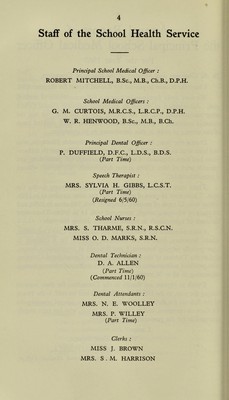 4
Staff of the School Health Service
Principal School Medical Officer :
ROBERT MITCHELL, B.Sc., M.B., Ch.B., D.P.H.
School Medical Officers :
G. M. CURTOIS, M.R.C.S., L.R.C.P., D.P.H.
W. R. HENWOOD, B.Sc., M.B., B.Ch.
Principal Dental Officer :
P. DUFFIELD, D.F.C., L.D.S., B.D.S.
(Part Time)
Speech Therapist :
MRS. SYLVIA H. GIBBS, L.C.S.T.
(Part Time)
(Resigned 6/5/60)
School Nurses :
MRS. S. THARME, S.R.N., R.S.C.N.
MISS O. D. MARKS, S.R.N.
Dental Technician :
D. A. ALLEN
(Part Time)
(Commenced 11/1/60)
Dental Attendants :
MRS. N. E. WOOLLEY
MRS. P. WILLEY
(Part Time)
Clerks :
MISS J. BROWN
MRS. S. M. HARRISON